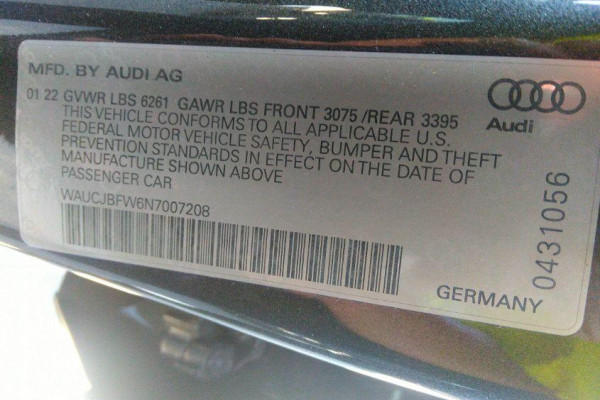 MFD. BY AUDI AG
01 22 GVWR LBS 6261 GAWR LBS FRONT 3075 /REAR 3395
THIS VEHICLE CONFORMS TO ALL APPLICABLE U.S.
FEDERAL MOTOR VEHICLE SAFETY, BUMPER AND THEFT
PREVENTION STANDARDS IN EFFECT ON THE DATE OF
MANUFACTURE SHOWN ABOVE
PASSENGER CAR
WAUCJBFW6N7007208
Audi
0431056
GERMANY